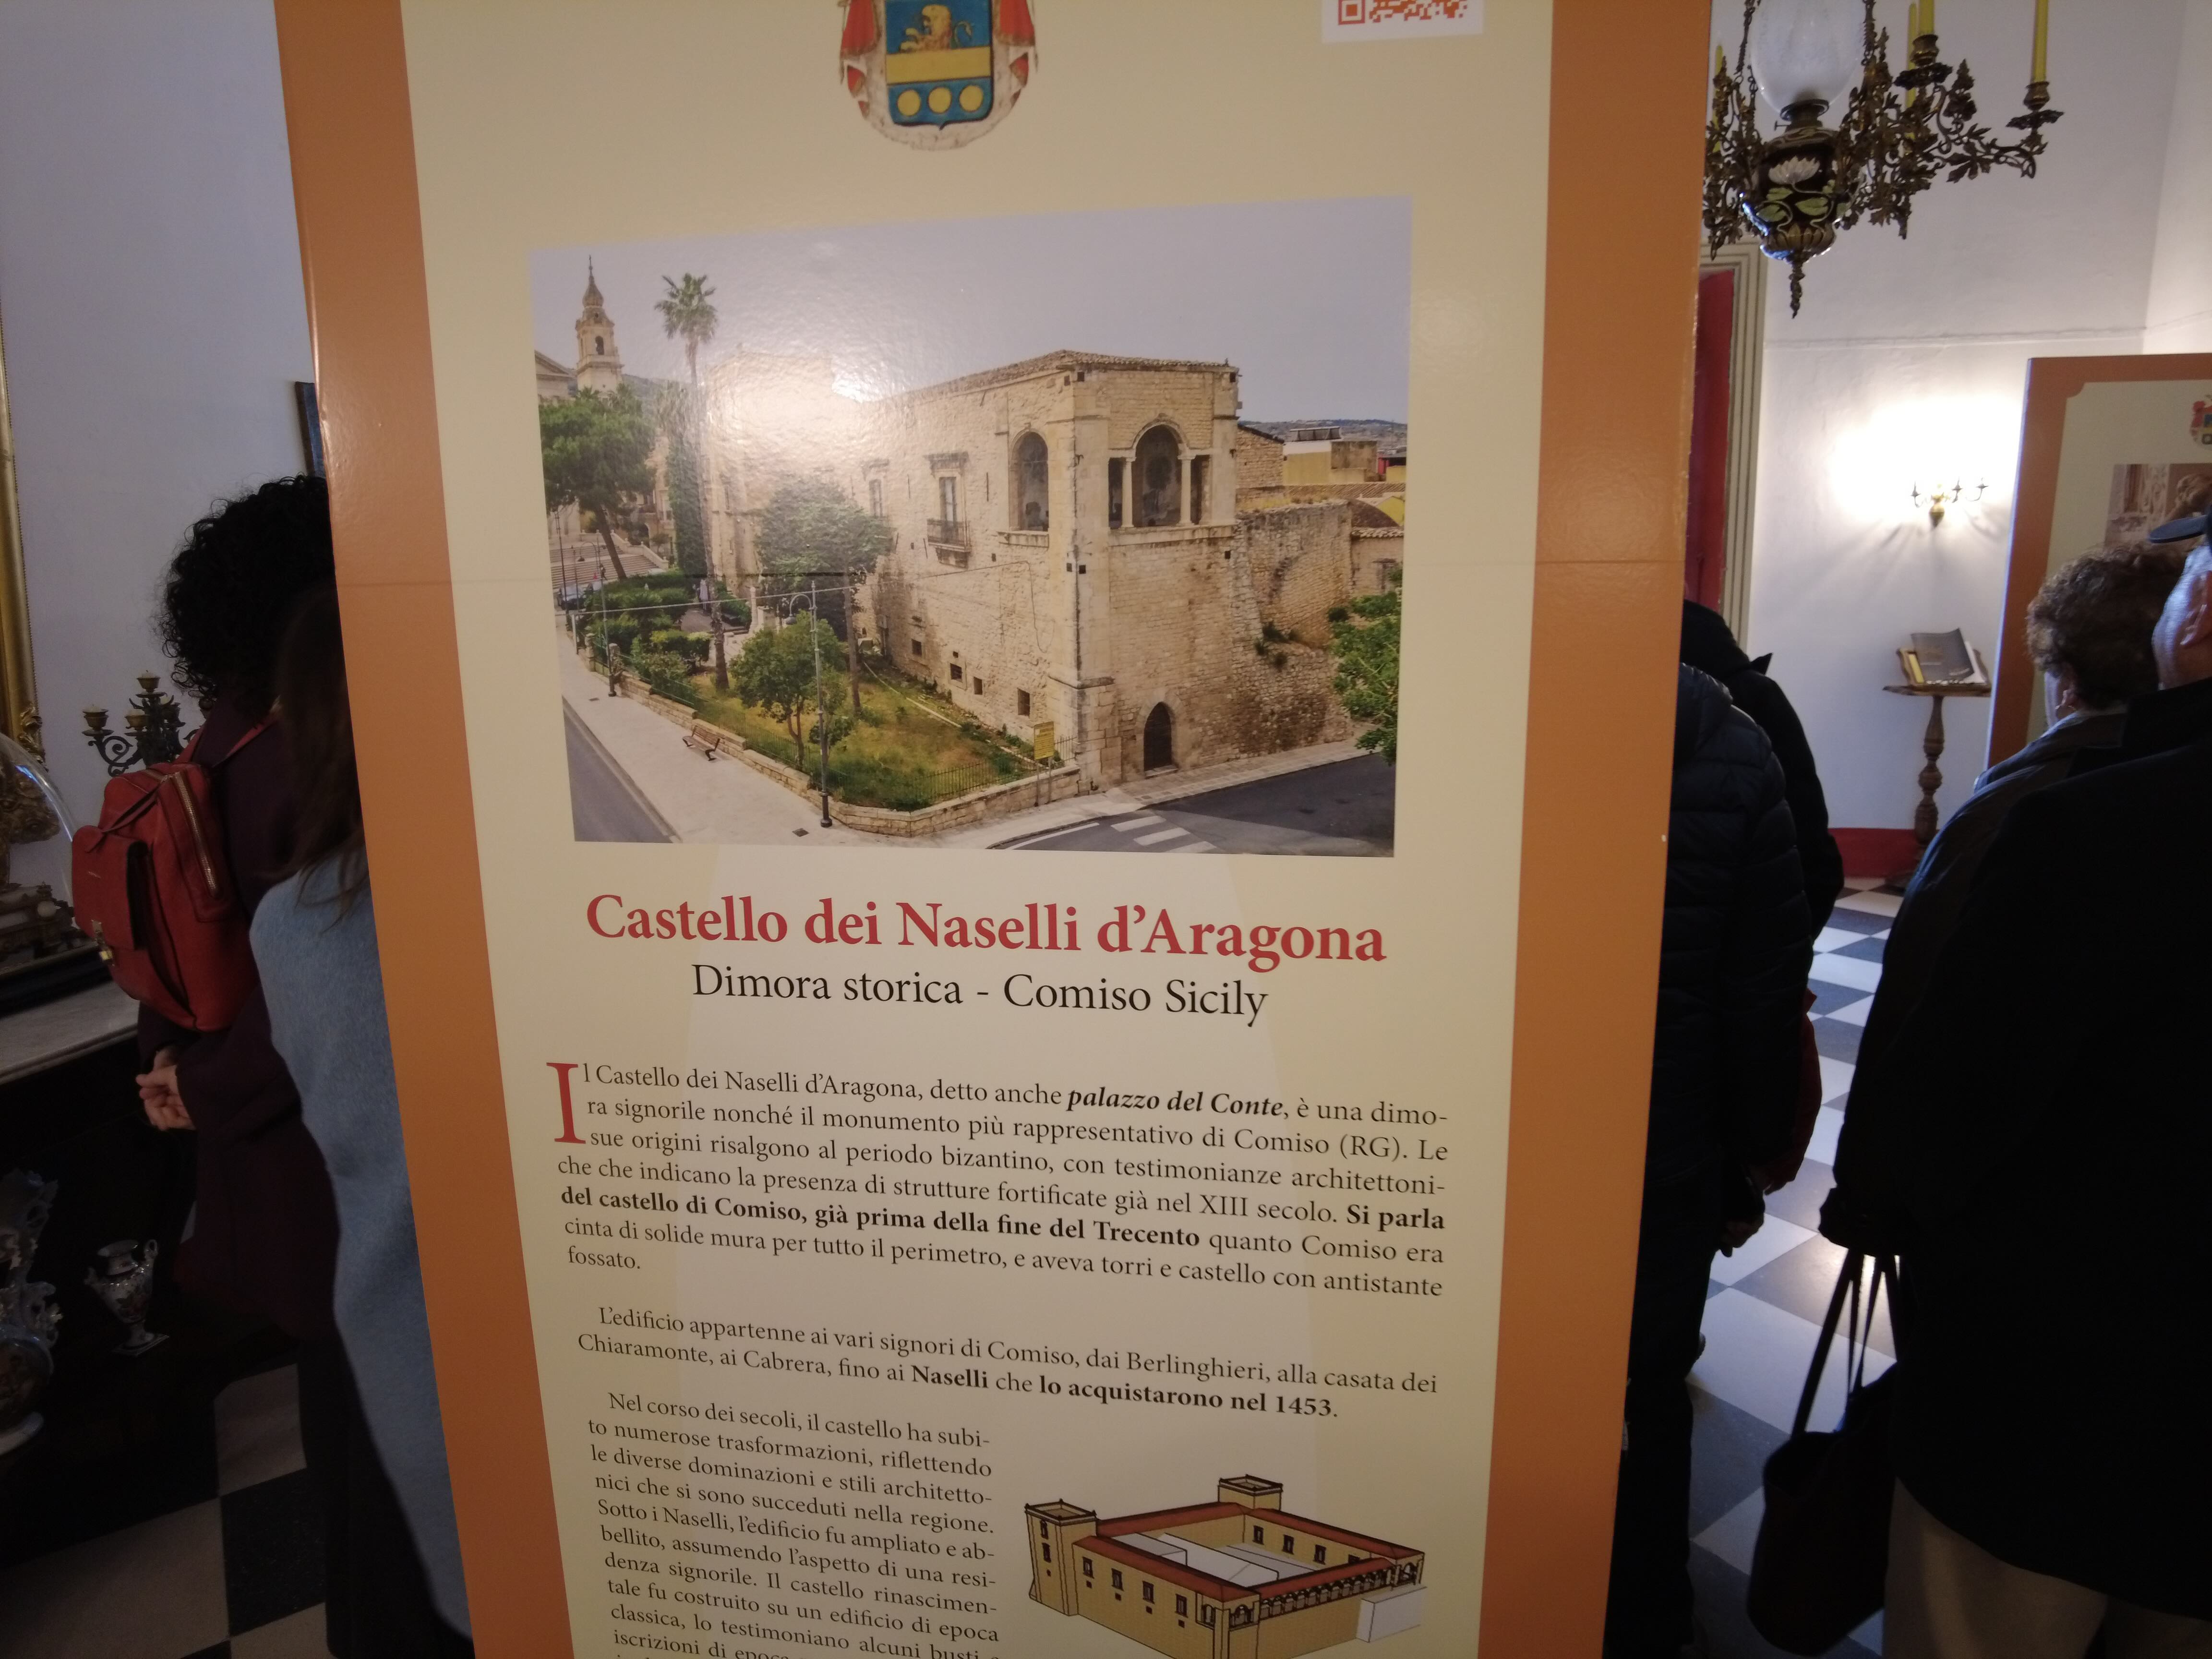 Castello dei Naselli d'Aragona
Dimora storica - Comiso Sicily
Il Castello dei Naselli d'Aragona, detto anche palazzo del Conte, è una dimo-
ra signorile nonché il monumento più rappresentativo di Comiso (RG). Le
sue origini risalgono al periodo bizantino, con testimonianze architettoni-
che che indicano la presenza di strutture fortificate già nel XIII secolo. Si parla
del castello di Comiso, già prima della fine del Trecento quanto Comiso era
cinta di solide mura per tutto il perimetro, e aveva torri e castello con antistante
fossato.
L'edificio appartenne ai vari signori di Comiso, dai Berlinghieri, alla casata dei
Chiaramonte, ai Cabrera, fino ai Naselli che lo acquistarono nel 1453.
Nel corso dei secoli, il castello ha subi-
to numerose trasformazioni, riflettendo
le diverse dominazioni e stili architetto-
nici che si sono succeduti nella regione.
Sotto i Naselli, l'edificio fu ampliato e ab-
bellito, assumendo l'aspetto di una resi-
denza signorile. Il castello rinascimen-
tale fu costruito su un edificio di epoca
classica, lo testimoniano alcuni busti e
iscrizioni di epoca